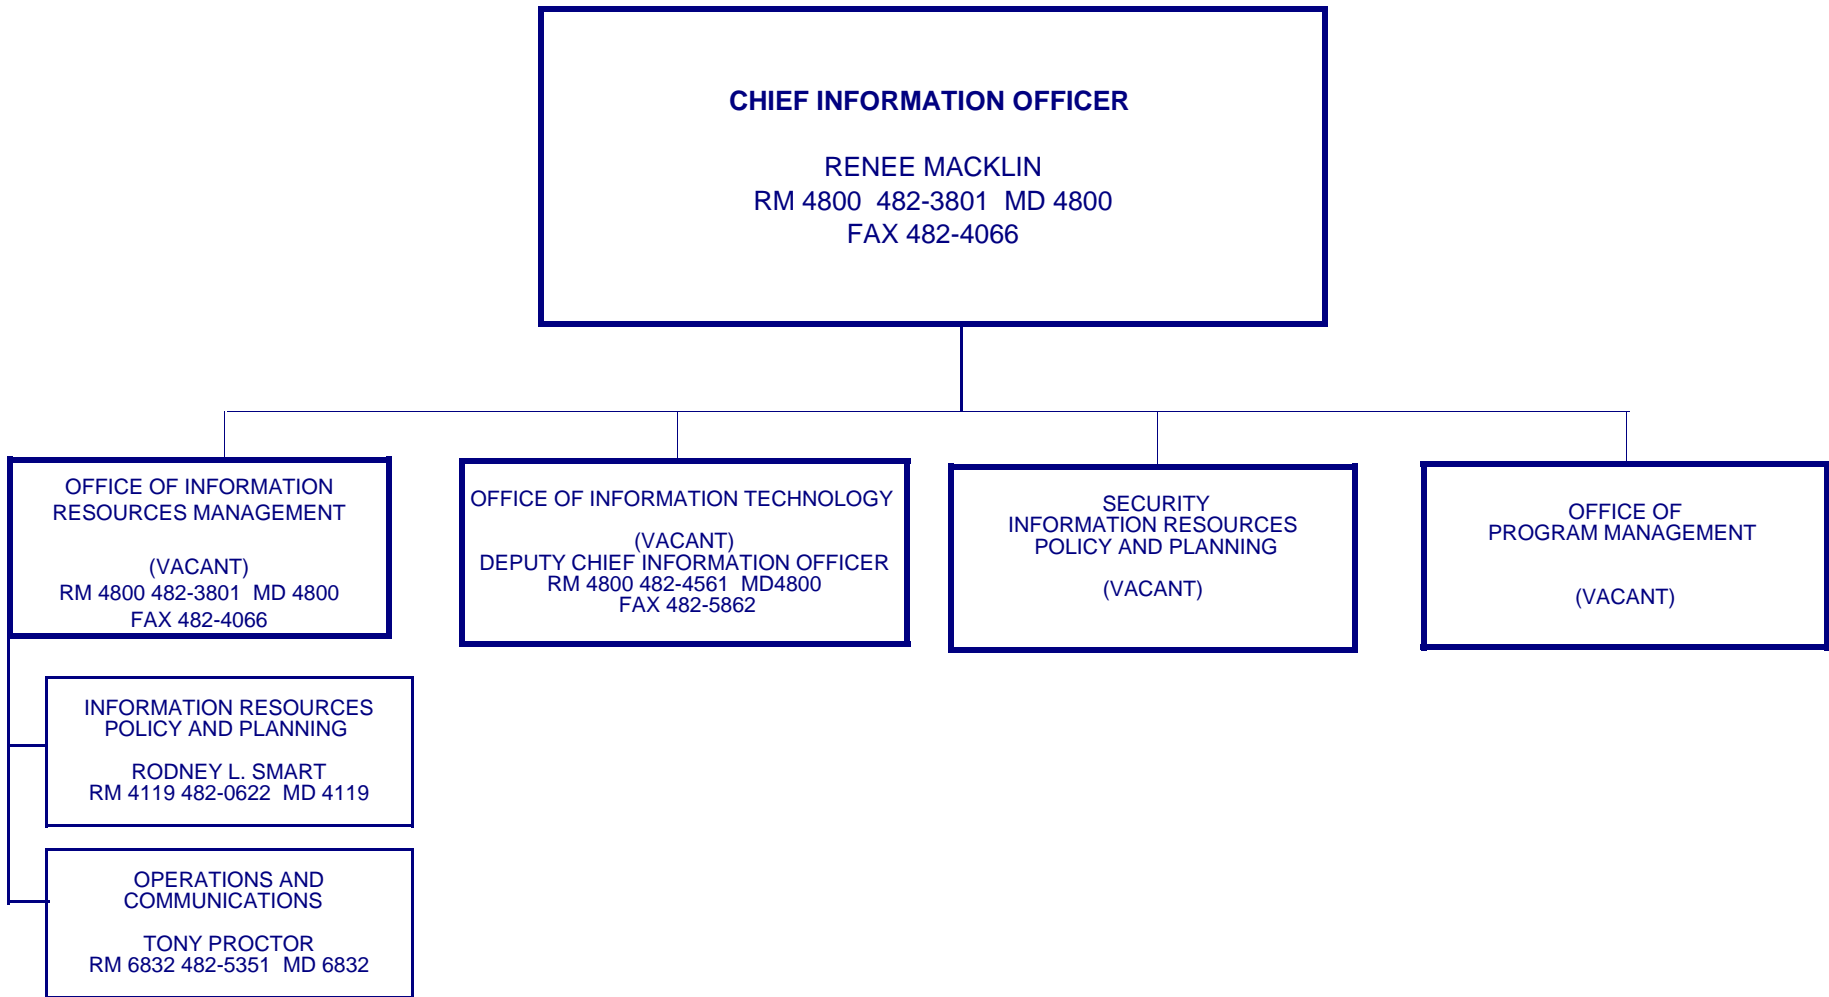 CHIEF INFORMATION OFFICER
RENEE MACKLIN
RM 4800 482-3801 MD 4800
FAX 482-4066
OFFICE OF INFORMATION
RESOURCES MANAGEMENT
(VACANT)
RM 4800 482-3801 MD 4800
FAX 482-4066
OFFICE OF INFORMATION TECHNOLOGY
(VACANT)
DEPUTY CHIEF INFORMATION OFFICER
RM 4800 482-4561 MD4800
FAX 482-5862
SECURITY
INFORMATION RESOURCES
POLICY AND PLANNING
(VACANT)
OFFICE OF
PROGRAM MANAGEMENT
(VACANT)
INFORMATION RESOURCES
POLICY AND PLANNING
RODNEY L. SMART
RM 4119 482-0622 MD 4119
OPERATIONS AND
COMMUNICATIONS
TONY PROCTOR
RM 6832 482-5351 MD 6832